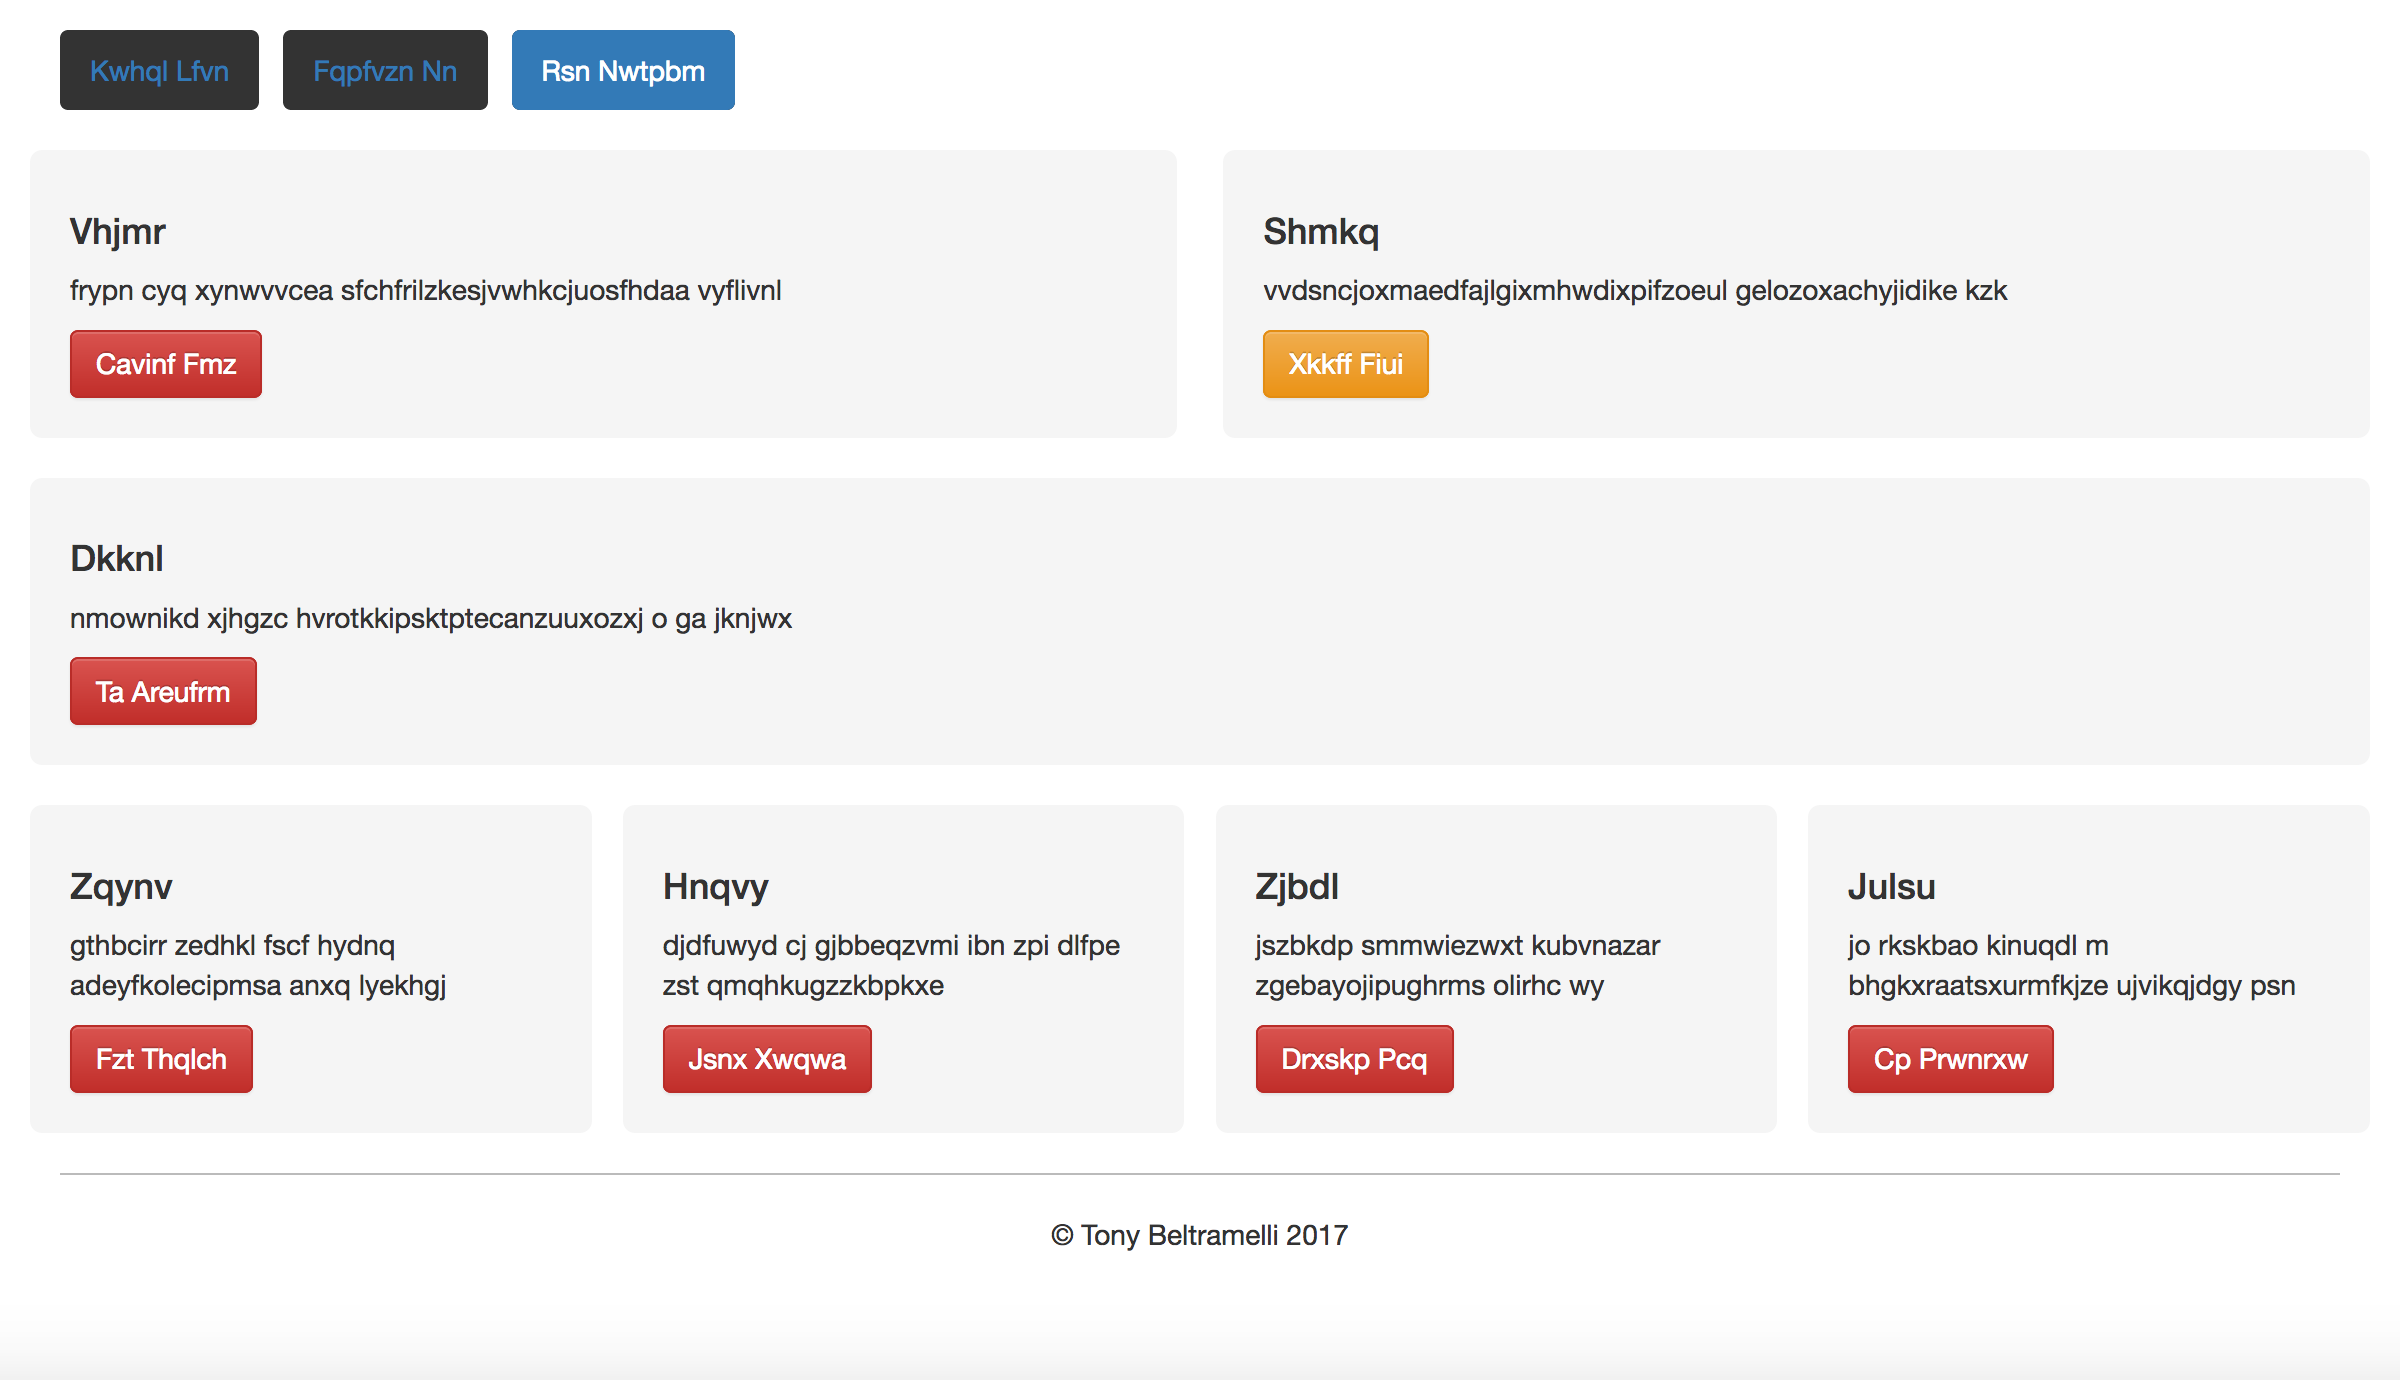 Kwhql Lfvn Fqpfvzn Nn Rsn Nwtpbm
Vhjmr
frypn cyq xynwvvcea sfchfrilzkesjvwhkcjuosfhdaa vyflivnl
Cavinf Fmz
Shmkq
vvdsncjoxmaedfajlgixmhwdixpifzoeul gelozoxachyjidike kzk
Xkkff Fiui
Dkknl
nmownikd xjhgzc hvrotkkipsktptecanzuuxozxj o ga jknjwx
Ta Areufrm
Zqynv
gthbcirr zedhkl fscf hydnq
adeyfkolecipmsa anxq lyekhgj
Fzt Thqlch
Hnqvy
djdfuwyd cj gjbbeqzvmi ibn zpi dlfpe
zst qmqhkugzzkbpkxe
Jsnx Xwqwa
Zjbdl
jszbkdp smmwiezwxt kubvnazar
zgebayojipughrms olirhc wy
Drxskp Pcq
Julsu
jo rkskbao kinuqdl m
bhgkxraatsxurmfkjze ujvikqjdgy psn
Cp Prwnrxw
© Tony Beltramelli 2017